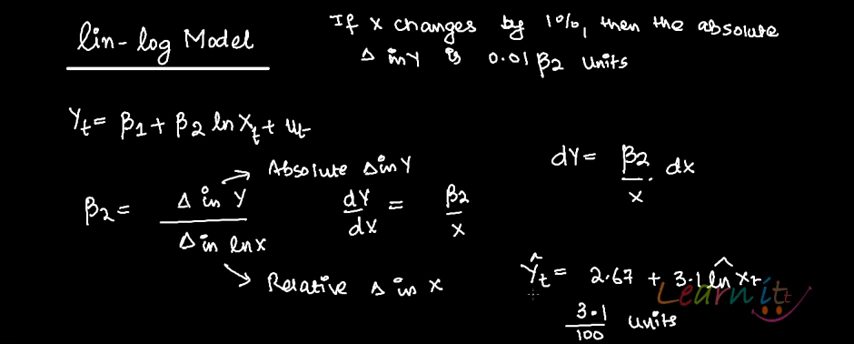 lin-log Model
If x changes by 1%, then the absolute
Δ in Y is 0.01 β2 units
Yt = β1 + β2 ln Xt + ut
β2 = Δ in Y / Δ in ln x
Absolute Δ in Y
Relative Δ in X
dY/dx = β2/x
dY = β2/x . dx
Ŷt = 2.67 + 3.1 ln̂ Xt
3.1/100 units
Learnitt